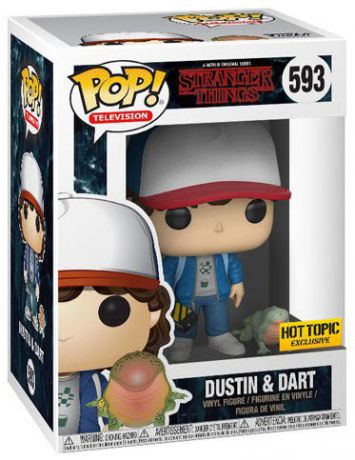 POP!
TELEVISION
A NETFLIX ORIGINAL SERIES
STRANGER
THINGS
593
DUSTIN & DART
HOT TOPIC
EXCLUSIVE
DUSTIN & DART
VINYL FIGURE / FIGURINE EN VINYLE /
FIGURA DE VINIL
WARNING: